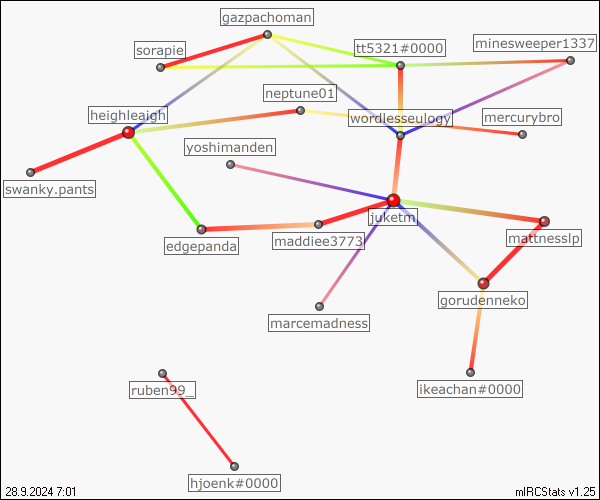 gazpachoman
minesweeper1337
sorapie
tt5321#0000
neptune01
heighleaigh
wordlesseulogy
mercurybro
yoshimanden
swanky.pants
juketm
mattnesslp
edgepanda
maddiee3773
gorudenneko
marcemadness
ruben99_
ikeachan#0000
hjoenk#0000
28.9.2024 7:01
mIRCStats v1.25